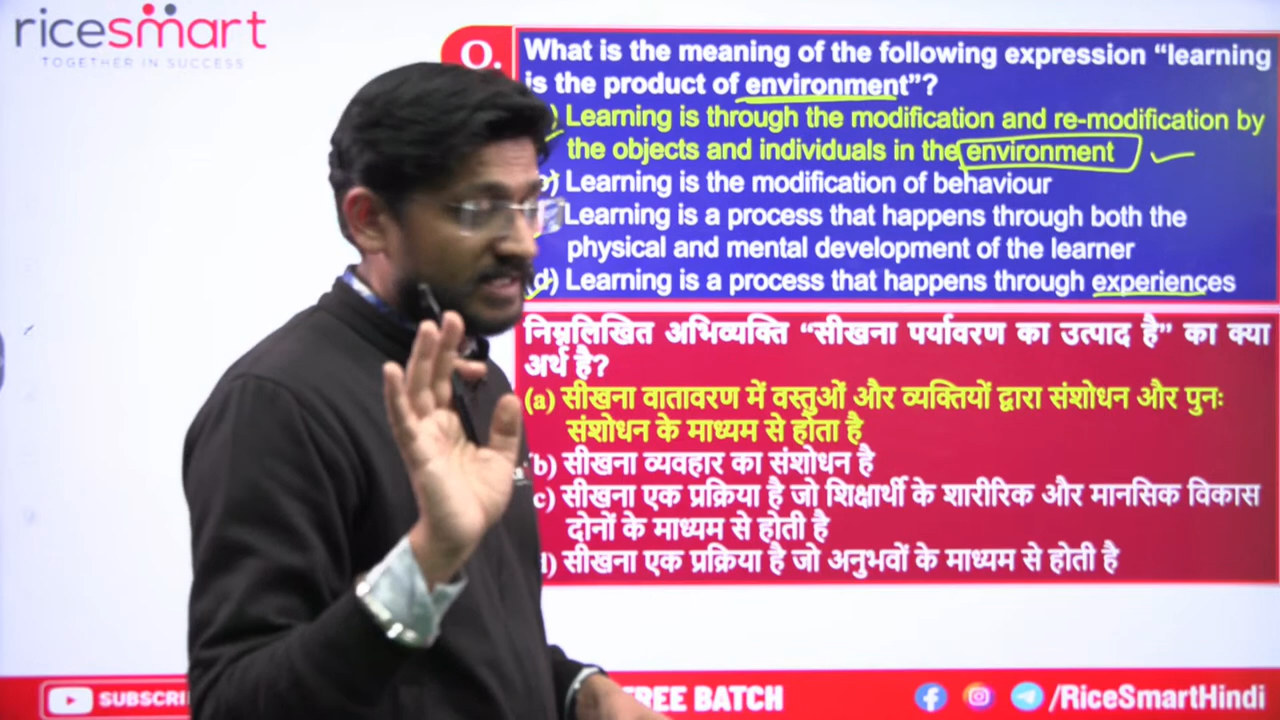 ricesmart
TOGETHER IN SUCCESS
Q.
What is the meaning of the following expression “learning
is the product of environment”?
Learning is through the modification and re-modification by
the objects and individuals in the environment
Learning is the modification of behaviour
Learning is a process that happens through both the
physical and mental development of the learner
(d) Learning is a process that happens through experiences
निम्नलिखित अभिव्यक्ति “सीखना पर्यावरण का उत्पाद है” का क्या
अर्थ है?
(a) सीखना वातावरण में वस्तुओं और व्यक्तियों द्वारा संशोधन और पुनः
संशोधन के माध्यम से होता है
b) सीखना व्यवहार का संशोधन है
c) सीखना एक प्रक्रिया है जो शिक्षार्थी के शारीरिक और मानसिक विकास
दोनों के माध्यम से होती है
सीखना एक प्रक्रिया है जो अनुभवों के माध्यम से होती है
BATCH
/RiceSmartHindi